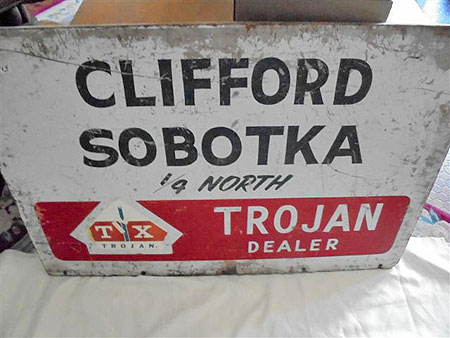 CLIFFORD
SOBOTKA
1/4 NORTH
TX
TROJAN.
TROJAN
DEALER